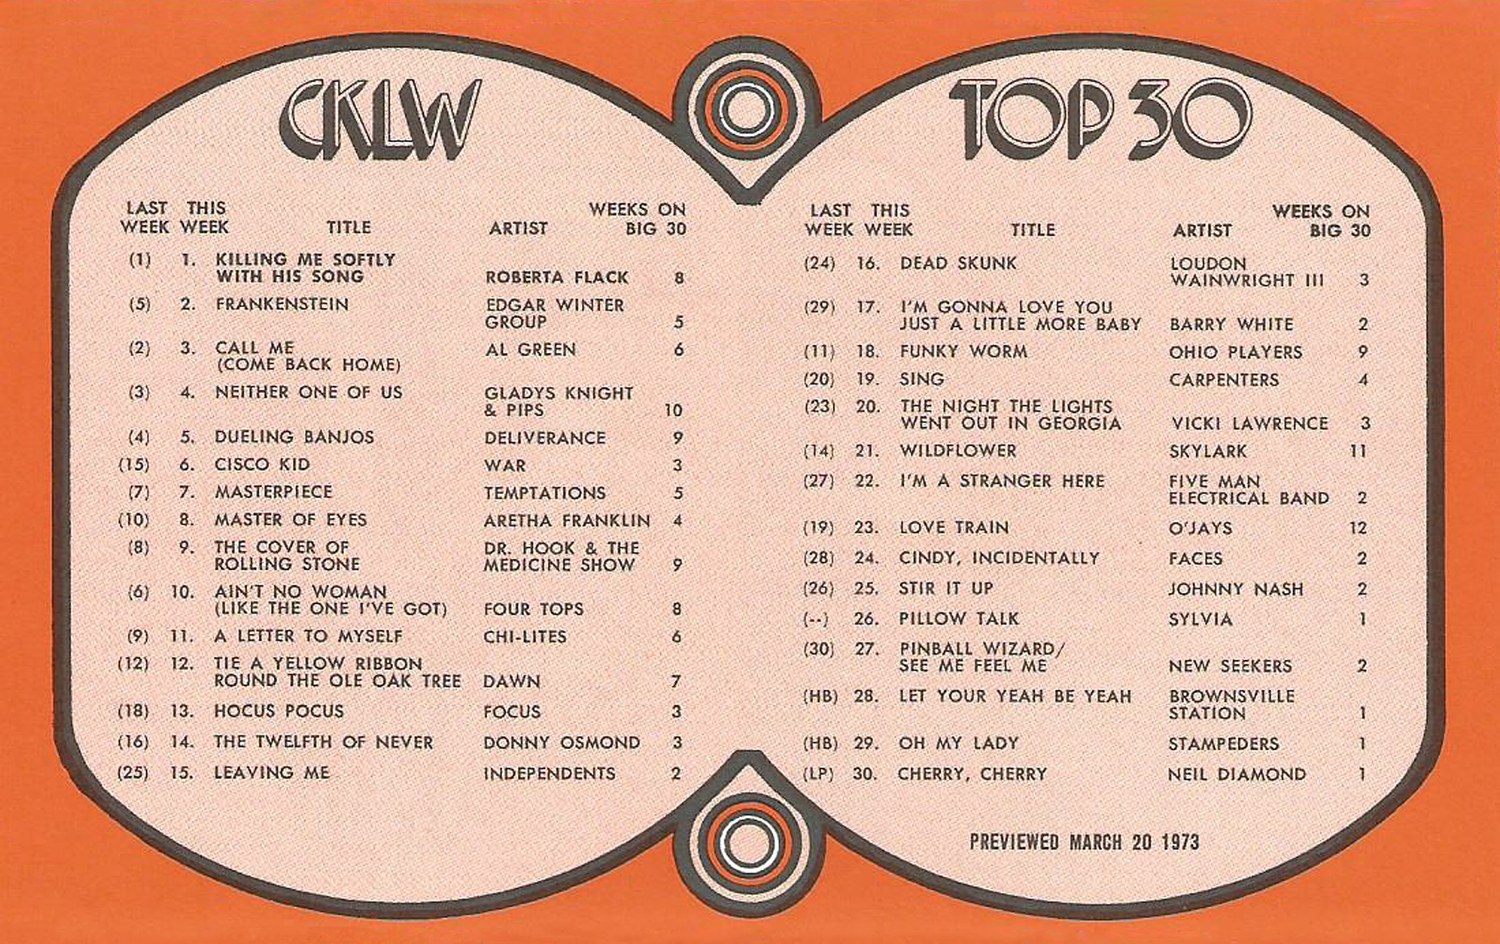 CKLW
LAST THIS WEEKS ON
WEEK WEEK TITLE ARTIST BIG 30
(1) 1. KILLING ME SOFTLY
WITH HIS SONG ROBERTA FLACK 8
(5) 2. FRANKENSTEIN EDGAR WINTER
GROUP 5
(2) 3. CALL ME AL GREEN 6
(COME BACK HOME)
(3) 4. NEITHER ONE OF US GLADYS KNIGHT
& PIPS 10
(4) 5. DUELING BANJOS DELIVERANCE 9
(15) 6. CISCO KID WAR 3
(7) 7. MASTERPIECE TEMPTATIONS 5
(10) 8. MASTER OF EYES ARETHA FRANKLIN 4
(8) 9. THE COVER OF DR. HOOK & THE
ROLLING STONE MEDICINE SHOW 9
(6) 10. AIN'T NO WOMAN
(LIKE THE ONE I'VE GOT) FOUR TOPS 8
(9) 11. A LETTER TO MYSELF CHI-LITES 6
(12) 12. TIE A YELLOW RIBBON
ROUND THE OLE OAK TREE DAWN 7
(18) 13. HOCUS POCUS FOCUS 3
(16) 14. THE TWELFTH OF NEVER DONNY OSMOND 3
(25) 15. LEAVING ME INDEPENDENTS 2
TOP 30
LAST THIS WEEKS ON
WEEK WEEK TITLE ARTIST BIG 30
(24) 16. DEAD SKUNK LOUDON
WAINWRIGHT III 3
(29) 17. I'M GONNA LOVE YOU
JUST A LITTLE MORE BABY BARRY WHITE 2
(11) 18. FUNKY WORM OHIO PLAYERS 9
(20) 19. SING CARPENTERS 4
(23) 20. THE NIGHT THE LIGHTS
WENT OUT IN GEORGIA VICKI LAWRENCE 3
(14) 21. WILDFLOWER SKYLARK 11
(27) 22. I'M A STRANGER HERE FIVE MAN
ELECTRICAL BAND 2
(19) 23. LOVE TRAIN O'JAYS 12
(28) 24. CINDY, INCIDENTALLY FACES 2
(26) 25. STIR IT UP JOHNNY NASH 2
(--) 26. PILLOW TALK SYLVIA 1
(30) 27. PINBALL WIZARD/
SEE ME FEEL ME NEW SEEKERS 2
(HB) 28. LET YOUR YEAH BE YEAH BROWNSVILLE
STATION 1
(HB) 29. OH MY LADY STAMPEDERS 1
(LP) 30. CHERRY, CHERRY NEIL DIAMOND 1
PREVIEWED MARCH 20 1973